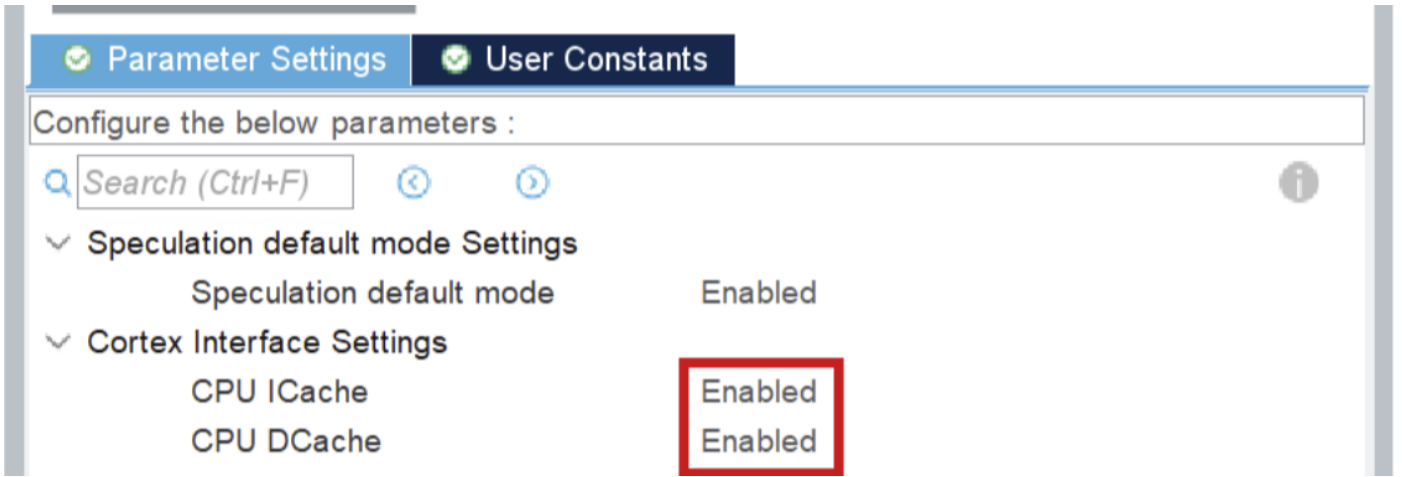 Parameter Settings User Constants
Configure the below parameters :
Search (Ctrl+F)
Speculation default mode Settings
Speculation default mode Enabled
Cortex Interface Settings
CPU ICache Enabled
CPU DCache Enabled